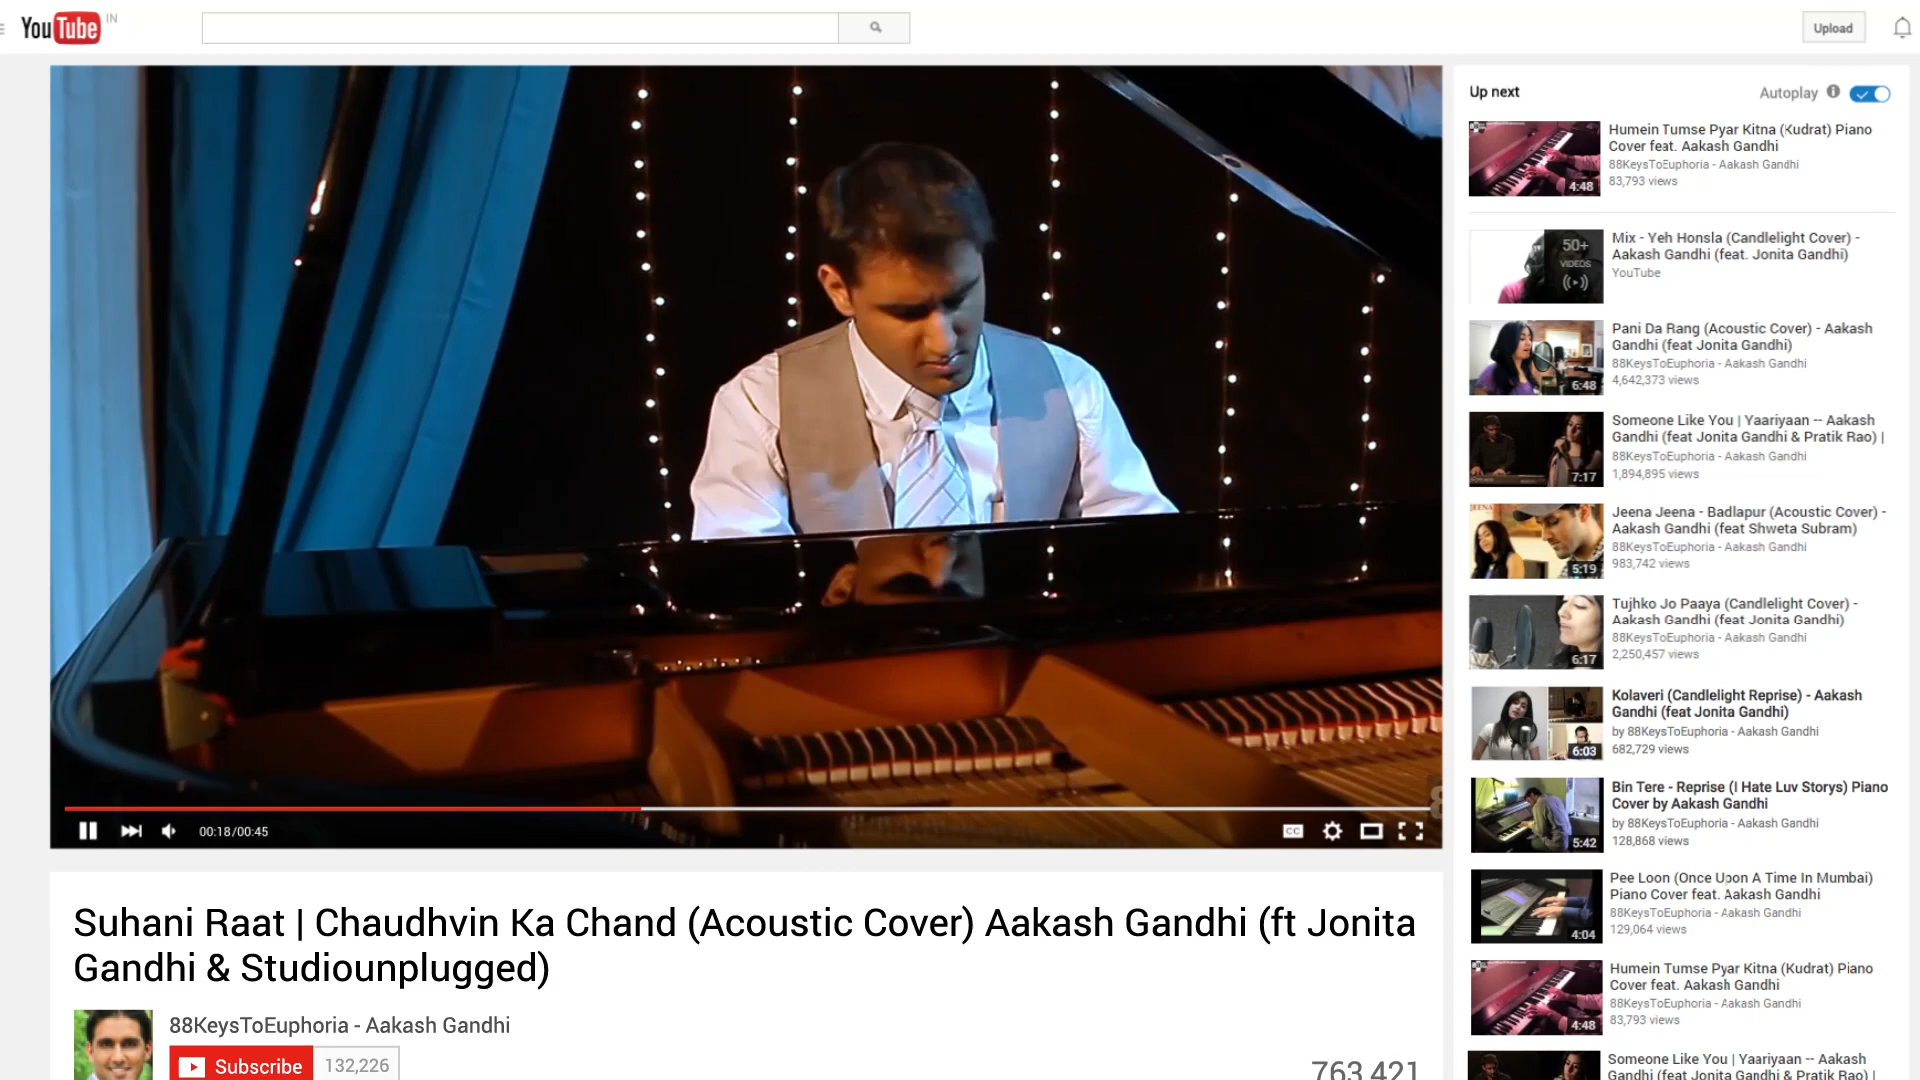 YouTube IN
Upload
00:18/00:45
CC
Suhani Raat | Chaudhvin Ka Chand (Acoustic Cover) Aakash Gandhi (ft Jonita
Gandhi & Studiounplugged)
88KeysToEuphoria - Aakash Gandhi
Subscribe 132,226
763,421
Up next
Autoplay
Humein Tumse Pyar Kitna (Kudrat) Piano
Cover feat. Aakash Gandhi
88KeysToEuphoria - Aakash Gandhi
83,793 views
4:48
Mix - Yeh Honsla (Candlelight Cover) -
Aakash Gandhi (feat. Jonita Gandhi)
YouTube
50+
VIDEOS
Pani Da Rang (Acoustic Cover) - Aakash
Gandhi (feat Jonita Gandhi)
88KeysToEuphoria - Aakash Gandhi
4,642,373 views
6:48
Someone Like You | Yaariyaan -- Aakash
Gandhi (feat Jonita Gandhi & Pratik Rao) |
88KeysToEuphoria - Aakash Gandhi
1,894,895 views
7:17
Jeena Jeena - Badlapur (Acoustic Cover) -
Aakash Gandhi (feat Shweta Subram)
88KeysToEuphoria - Aakash Gandhi
983,742 views
5:19
Tujhko Jo Paaya (Candlelight Cover) -
Aakash Gandhi (feat Jonita Gandhi)
88KeysToEuphoria - Aakash Gandhi
2,250,457 views
6:17
Kolaveri (Candlelight Reprise) - Aakash
Gandhi (feat Jonita Gandhi)
by 88KeysToEuphoria - Aakash Gandhi
682,729 views
6:03
Bin Tere - Reprise (I Hate Luv Storys) Piano
Cover by Aakash Gandhi
by 88KeysToEuphoria - Aakash Gandhi
128,868 views
5:42
Pee Loon (Once Upon A Time In Mumbai)
Piano Cover feat. Aakash Gandhi
88KeysToEuphoria - Aakash Gandhi
129,064 views
4:04
Humein Tumse Pyar Kitna (Kudrat) Piano
Cover feat. Aakash Gandhi
88KeysToEuphoria - Aakash Gandhi
83,793 views
4:48
Someone Like You | Yaariyaan -- Aakash
Gandhi (feat Jonita Gandhi & Pratik Rao) |